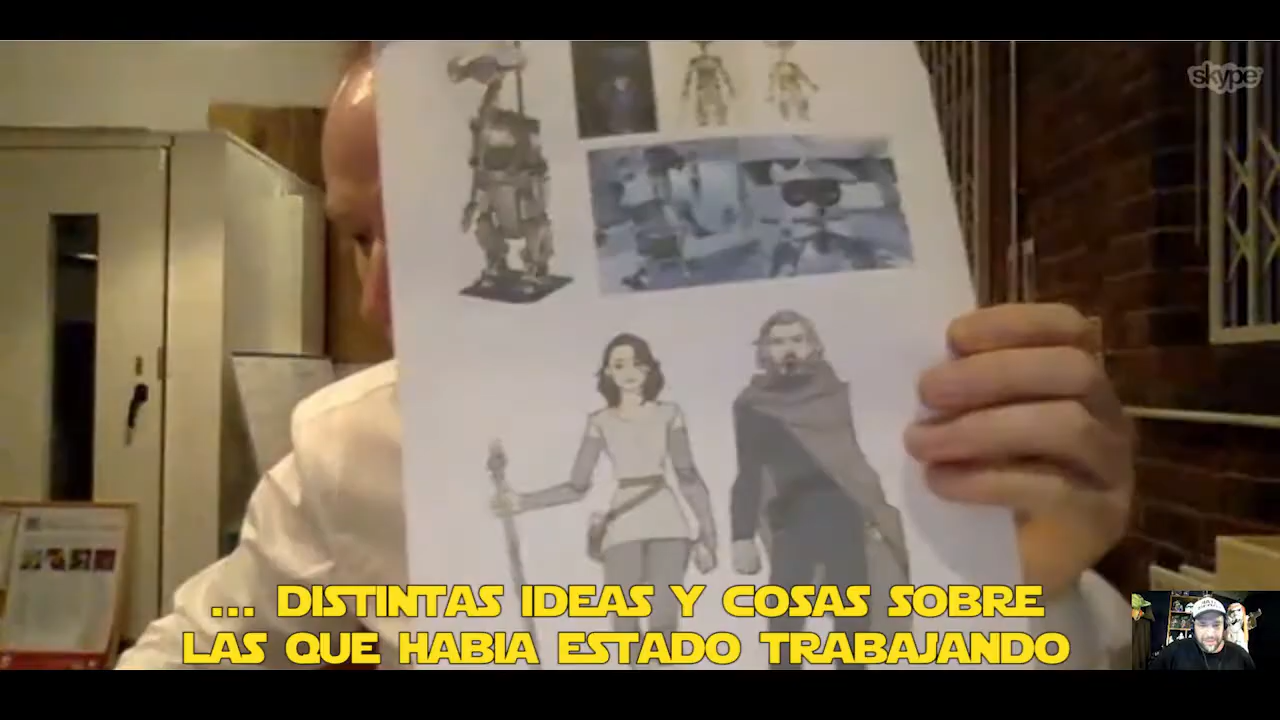 skype
... DISTINTAS IDEAS Y COSAS SOBRE
LAS QUE HABIA ESTADO TRABAJANDO